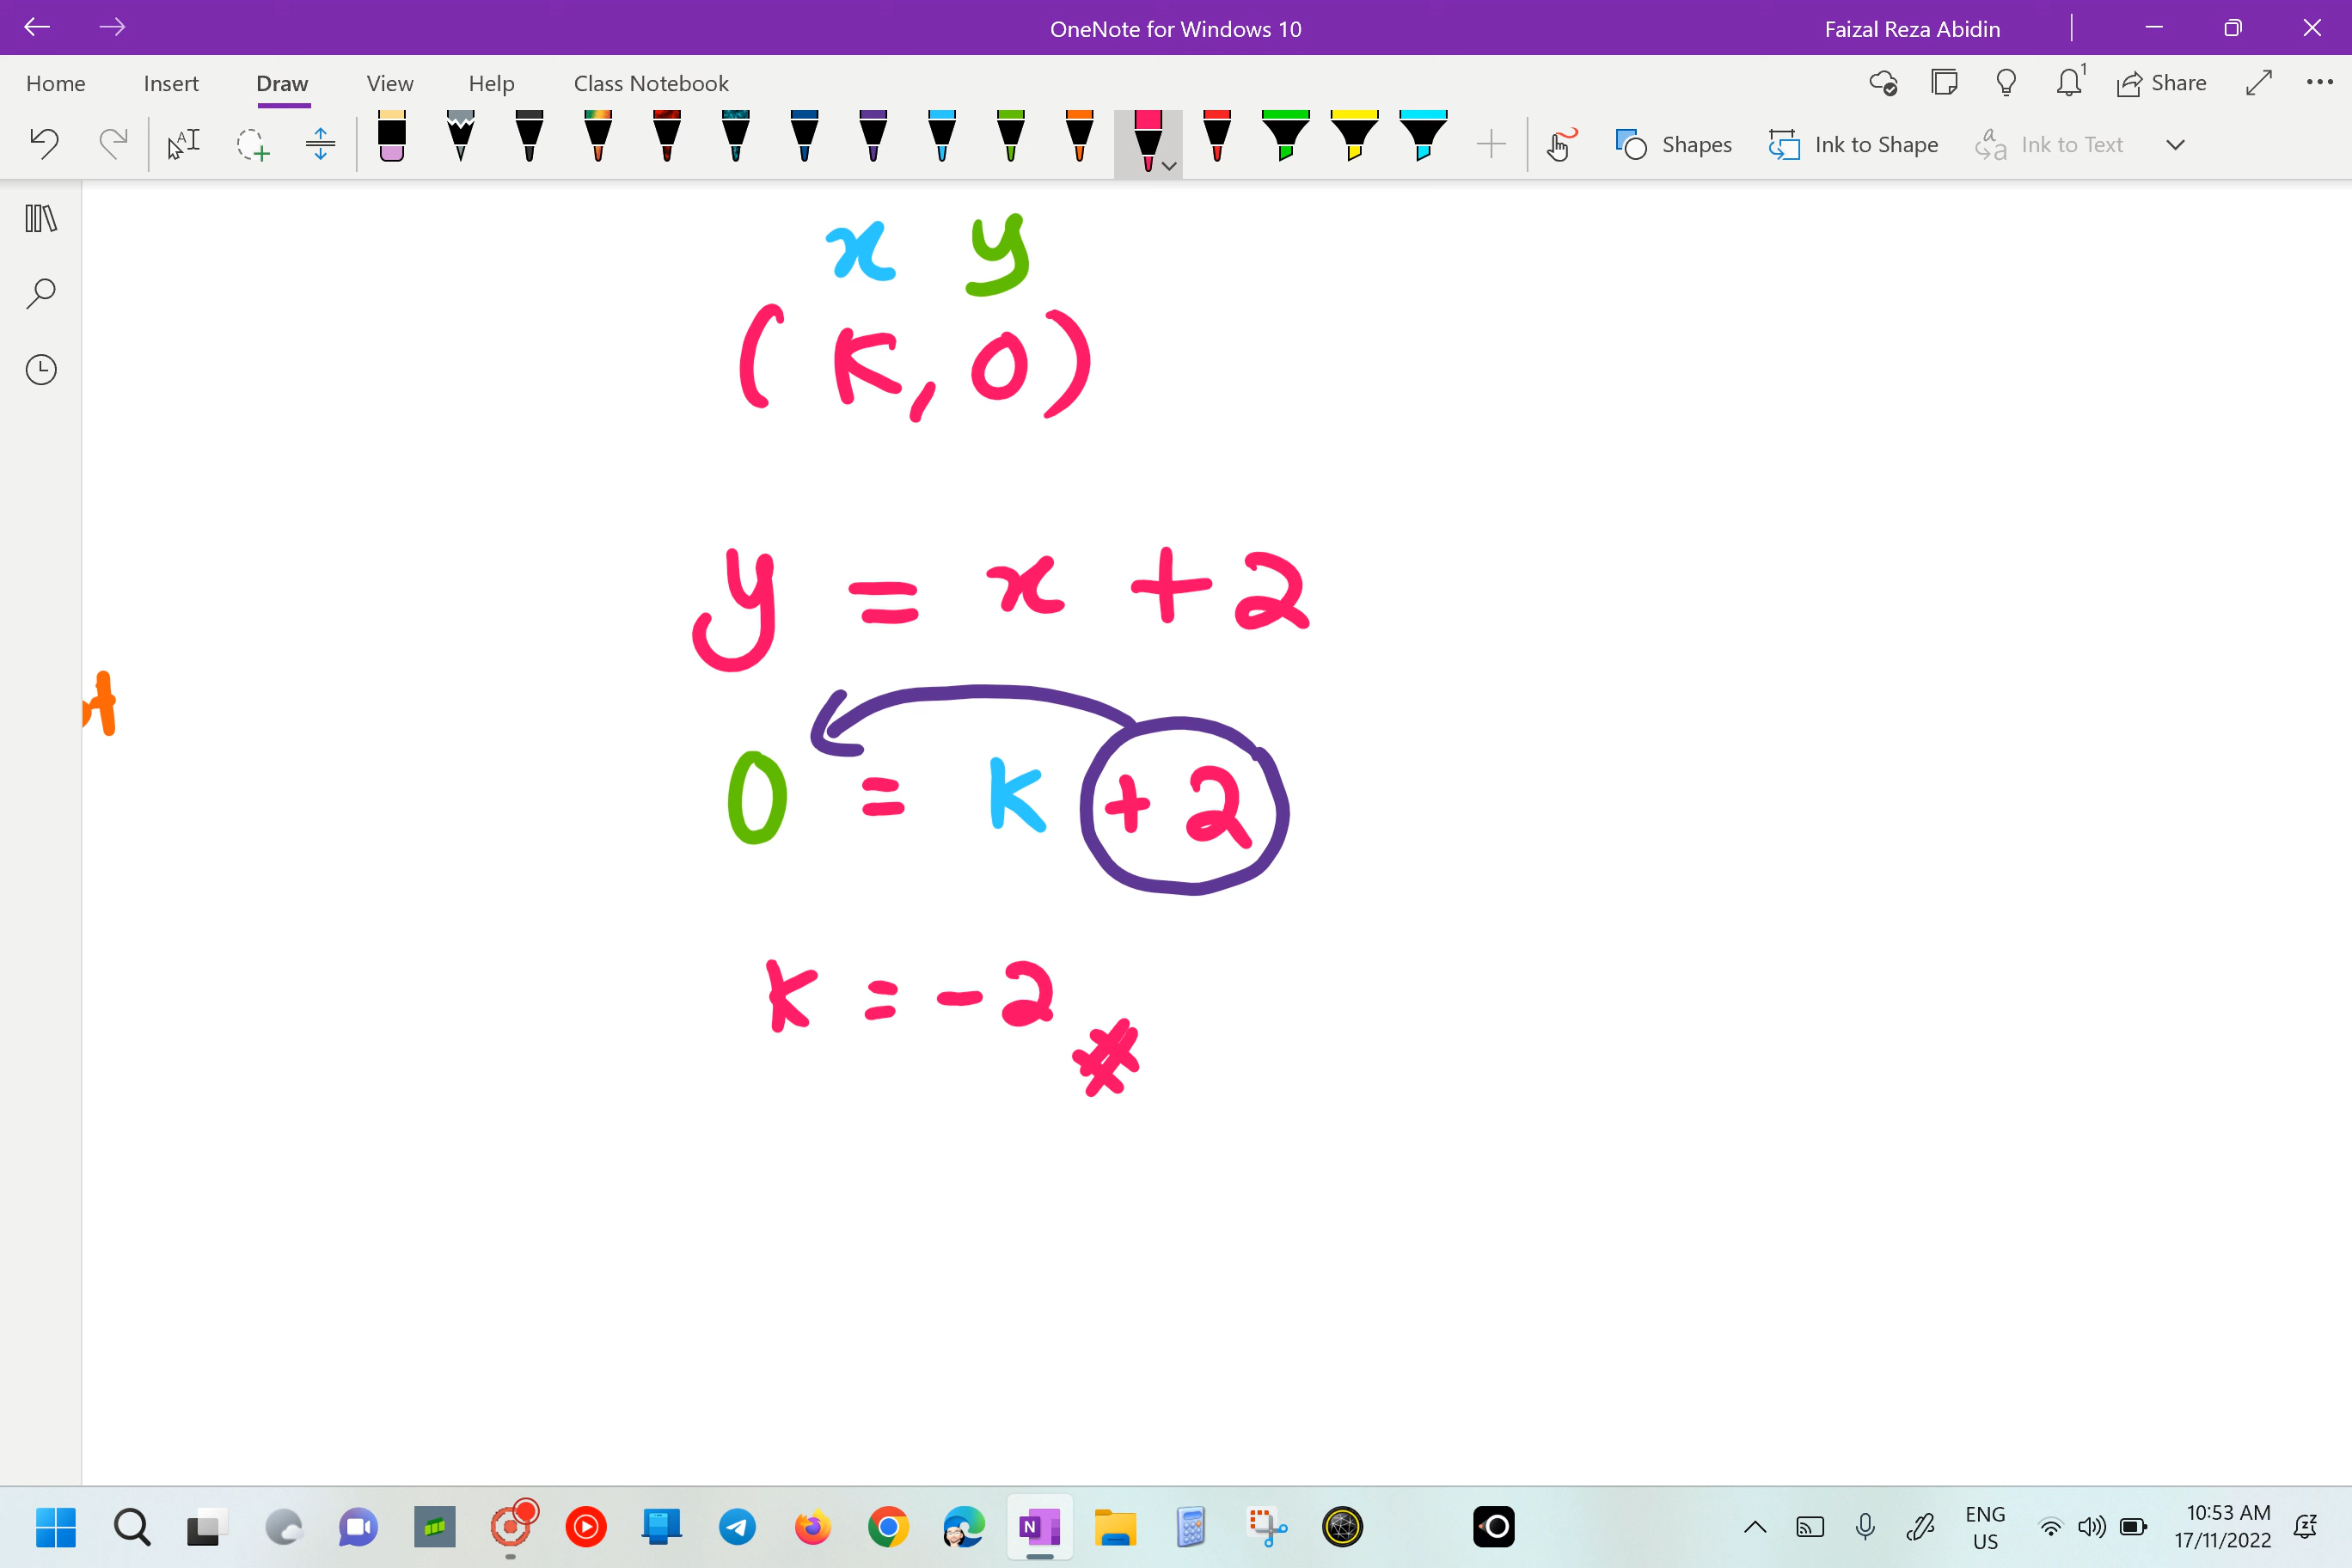 OneNote for Windows 10 Faizal Reza Abidin
Home Insert Draw View Help Class Notebook 1 Share
Shapes Ink to Shape Ink to Text
x y
(K, 0)
y = x + 2
0 = K + 2
K = -2 #
ENG 10:53 AM
US 17/11/2022